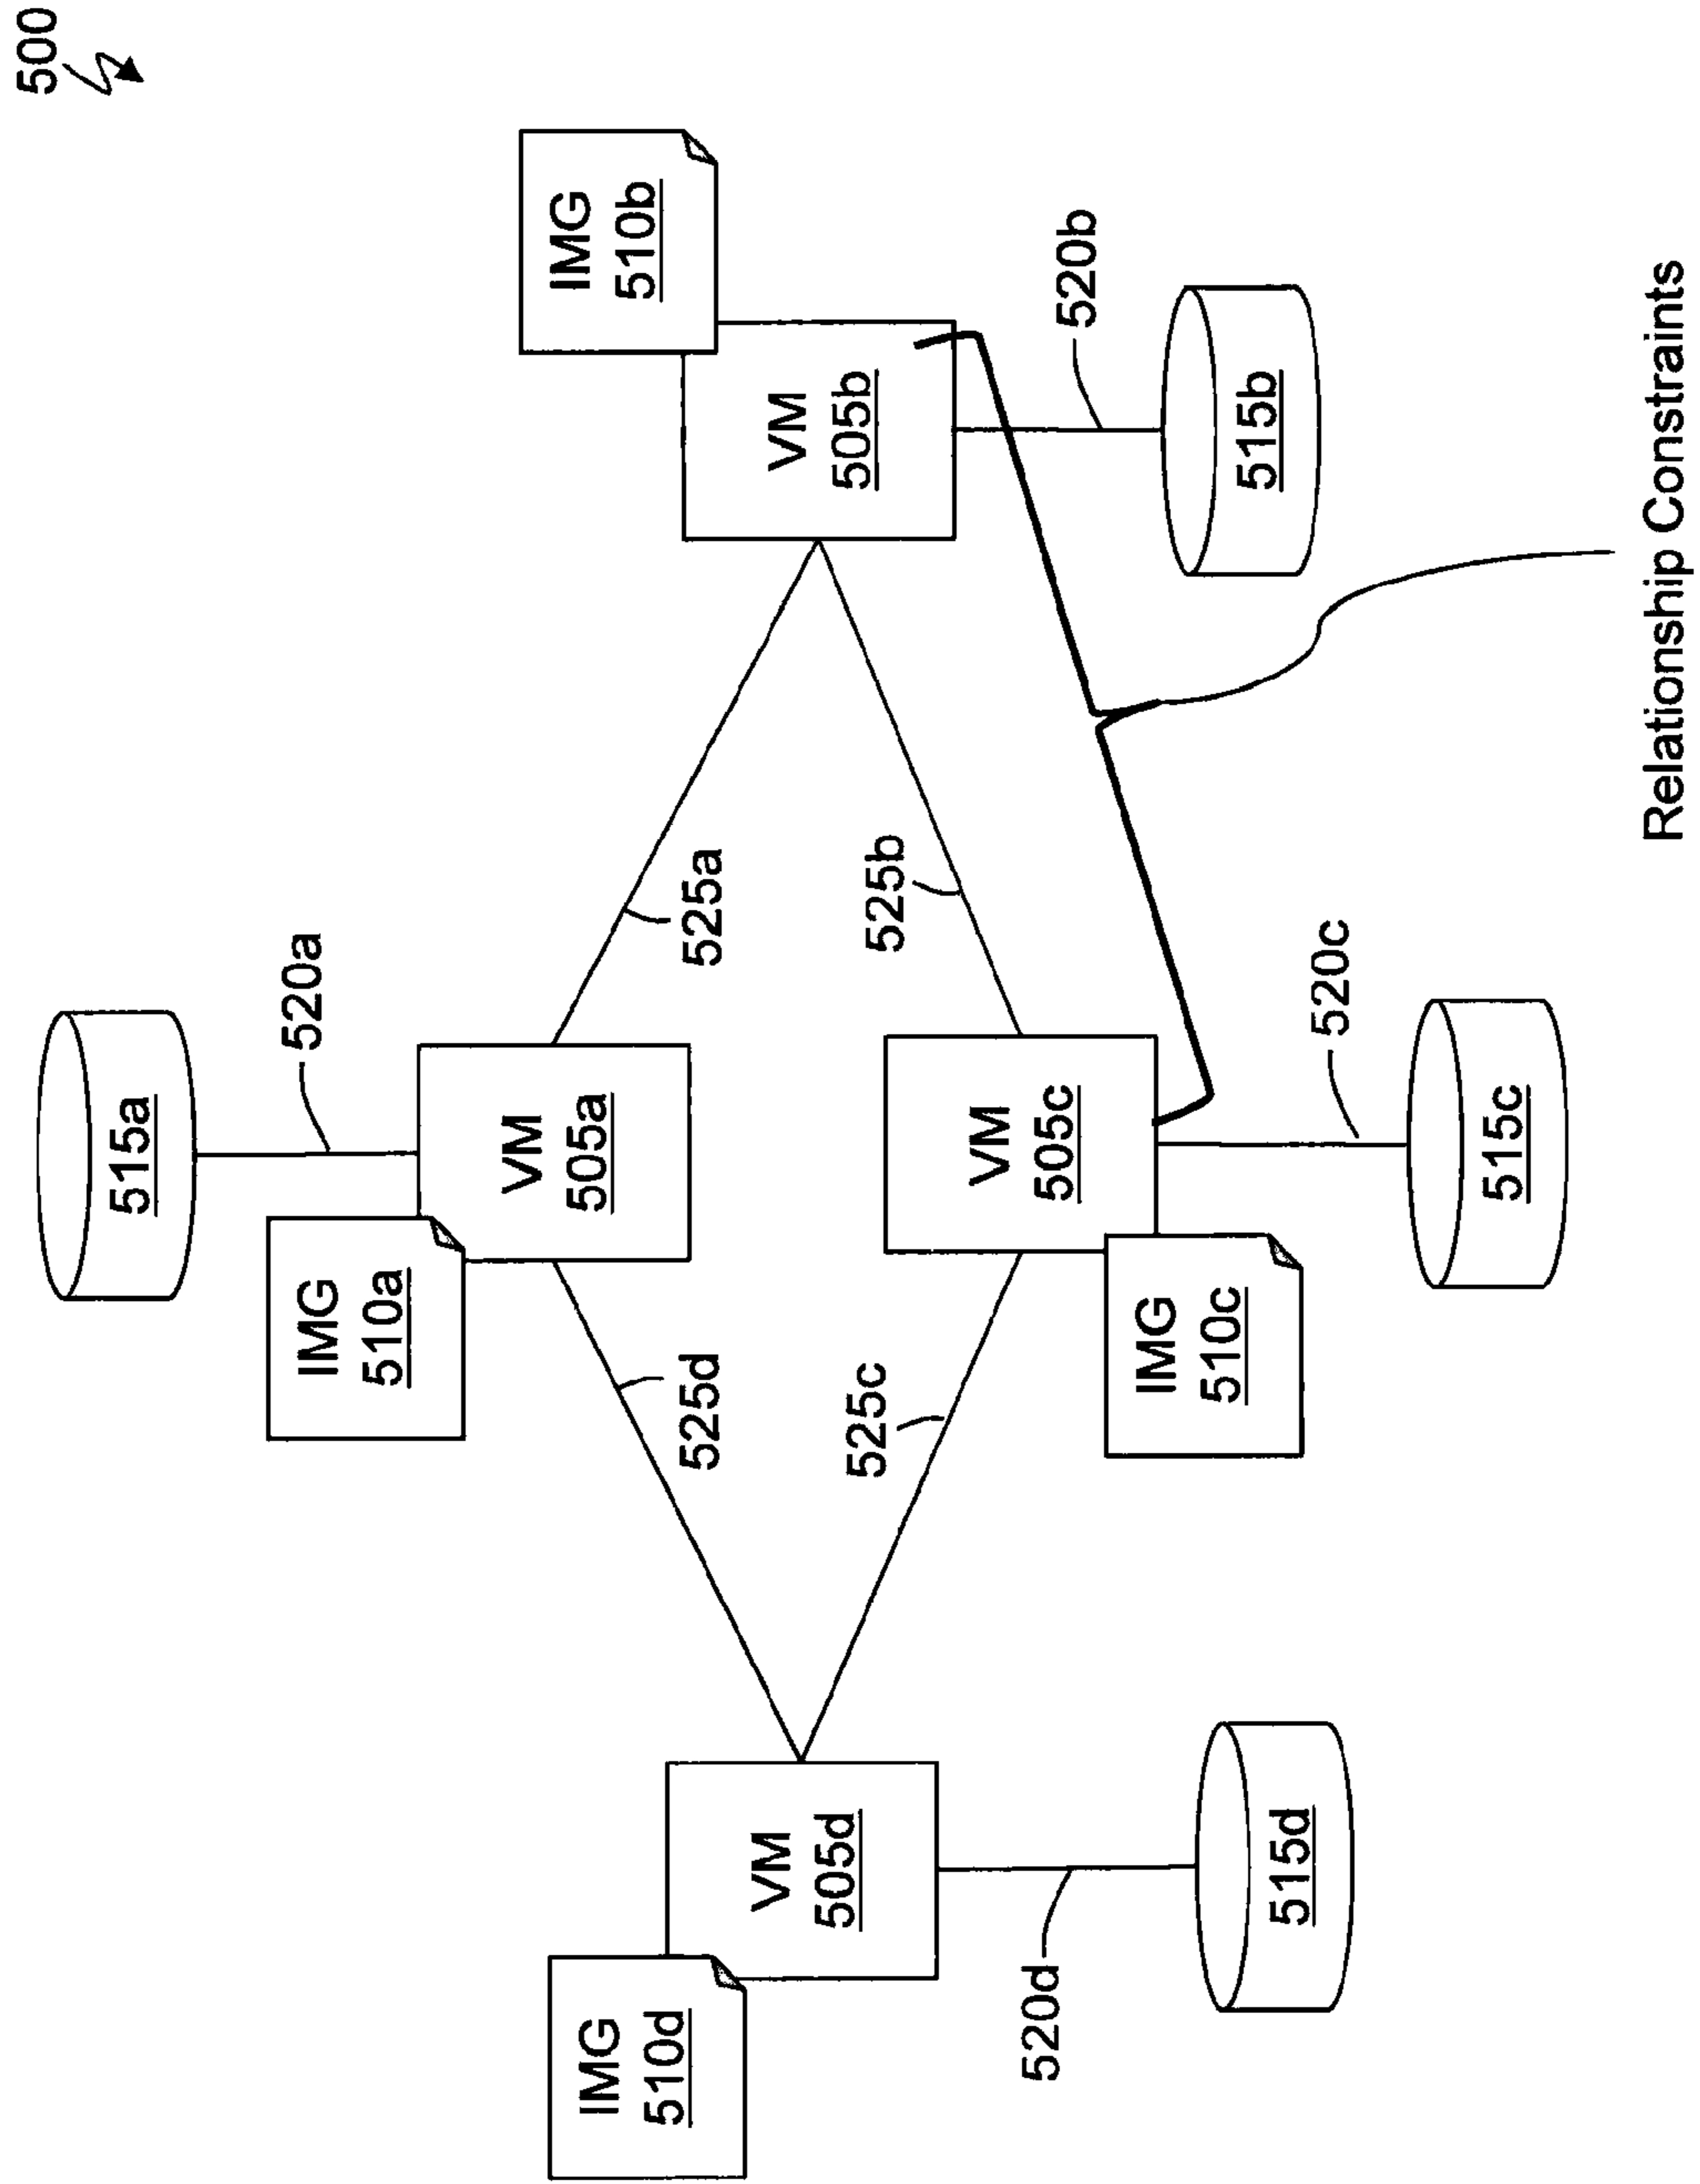 500
515a
520a
IMG
510a
VM
505a
IMG
510b
IMG
510d
525d
525a
VM
505d
VM
505b
525c
525b
VM
505c
520d
520b
IMG
510c
515b
515d
520c
515c
Relationship Constraints